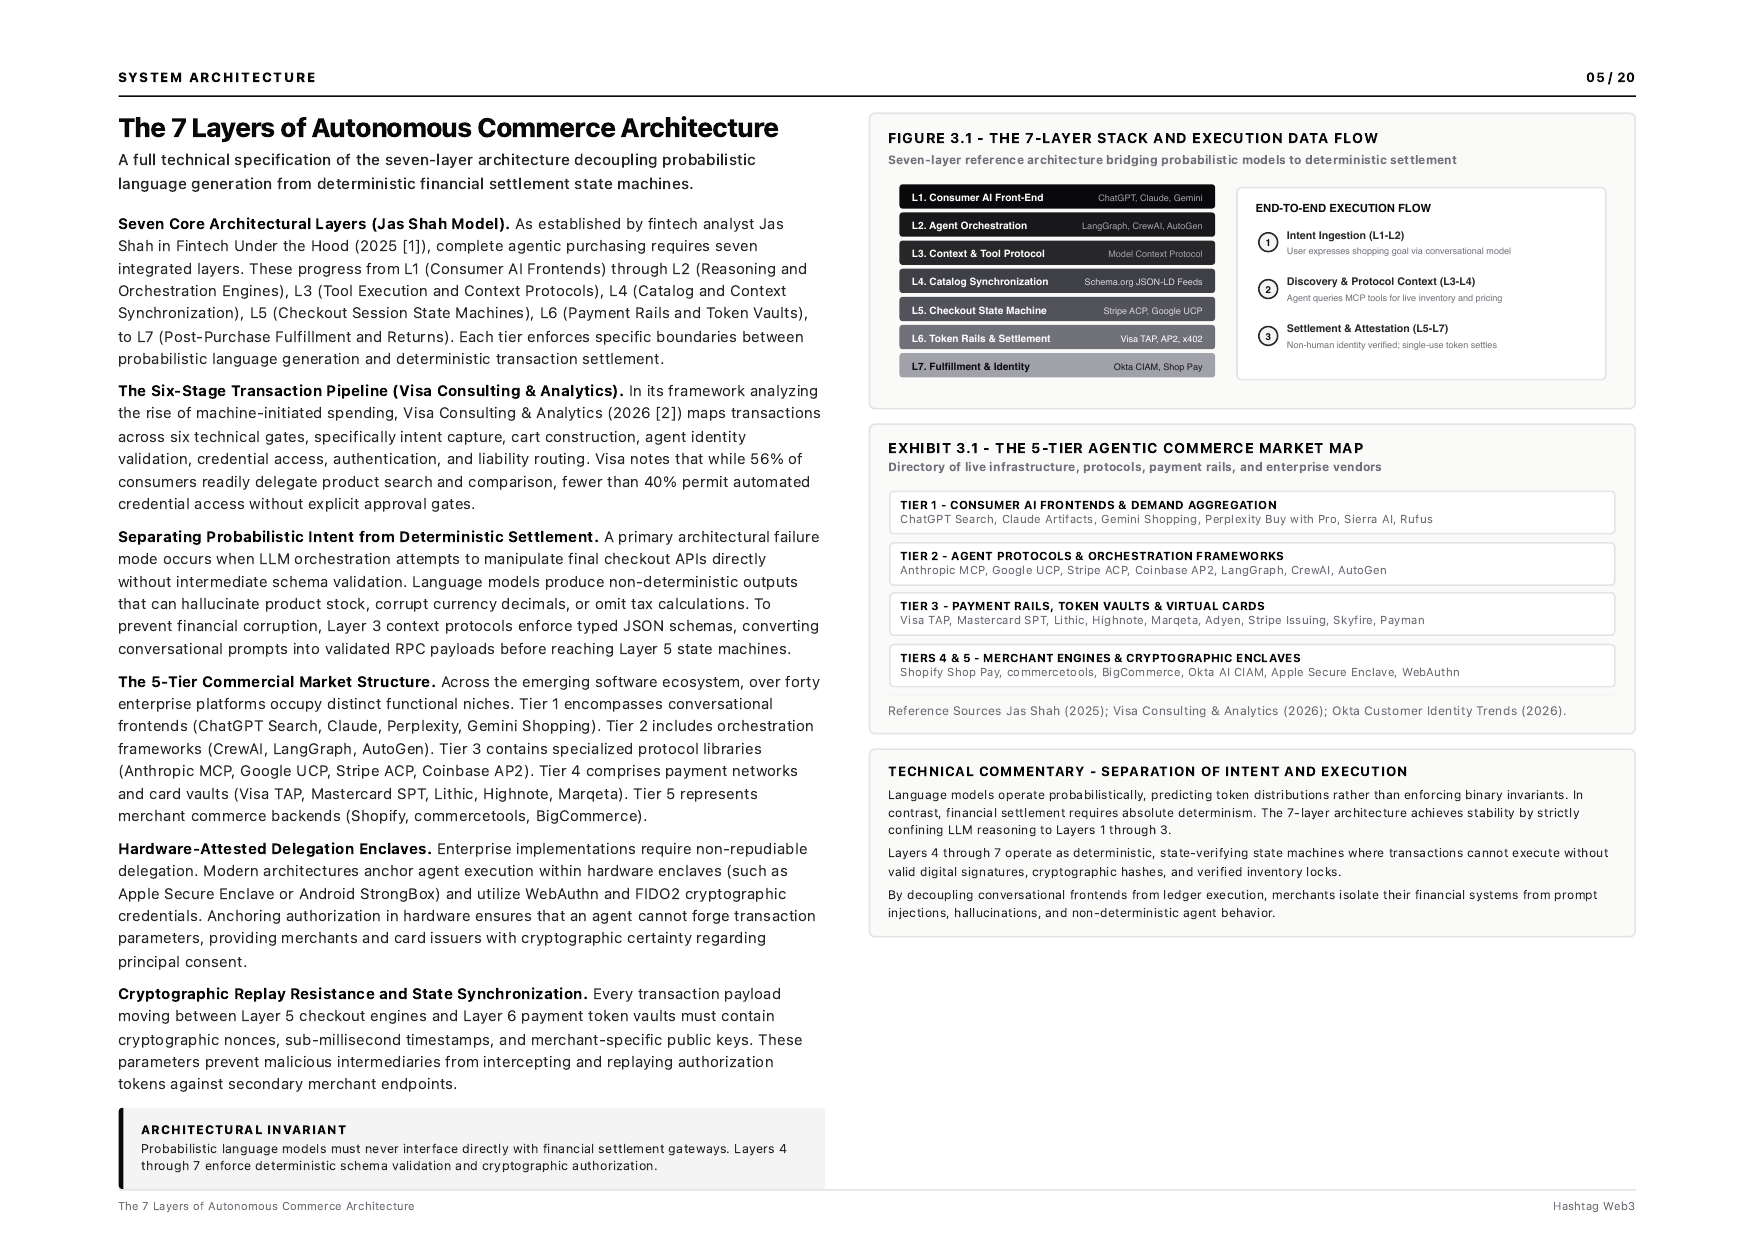 SYSTEM ARCHITECTURE
05 / 20
The 7 Layers of Autonomous Commerce Architecture
A full technical specification of the seven-layer architecture decoupling probabilistic
language generation from deterministic financial settlement state machines.
Seven Core Architectural Layers (Jas Shah Model). As established by fintech analyst Jas
Shah in Fintech Under the Hood (2025 [1]), complete agentic purchasing requires seven
integrated layers. These progress from L1 (Consumer AI Frontends) through L2 (Reasoning and
Orchestration Engines), L3 (Tool Execution and Context Protocols), L4 (Catalog and Context
Synchronization), L5 (Checkout Session State Machines), L6 (Payment Rails and Token Vaults),
to L7 (Post-Purchase Fulfillment and Returns). Each tier enforces specific boundaries between
probabilistic language generation and deterministic transaction settlement.
The Six-Stage Transaction Pipeline (Visa Consulting & Analytics). In its framework analyzing
the rise of machine-initiated spending, Visa Consulting & Analytics (2026 [2]) maps transactions
across six technical gates, specifically intent capture, cart construction, agent identity
validation, credential access, authentication, and liability routing. Visa notes that while 56% of
consumers readily delegate product search and comparison, fewer than 40% permit automated
credential access without explicit approval gates.
Separating Probabilistic Intent from Deterministic Settlement. A primary architectural failure
mode occurs when LLM orchestration attempts to manipulate final checkout APIs directly
without intermediate schema validation. Language models produce non-deterministic outputs
that can hallucinate product stock, corrupt currency decimals, or omit tax calculations. To
prevent financial corruption, Layer 3 context protocols enforce typed JSON schemas, converting
conversational prompts into validated RPC payloads before reaching Layer 5 state machines.
The 5-Tier Commercial Market Structure. Across the emerging software ecosystem, over forty
enterprise platforms occupy distinct functional niches. Tier 1 encompasses conversational
frontends (ChatGPT Search, Claude, Perplexity, Gemini Shopping). Tier 2 includes orchestration
frameworks (CrewAI, LangGraph, AutoGen). Tier 3 contains specialized protocol libraries
(Anthropic MCP, Google UCP, Stripe ACP, Coinbase AP2). Tier 4 comprises payment networks
and card vaults (Visa TAP, Mastercard SPT, Lithic, Highnote, Marqeta). Tier 5 represents
merchant commerce backends (Shopify, commercetools, BigCommerce).
Hardware-Attested Delegation Enclaves. Enterprise implementations require non-repudiable
delegation. Modern architectures anchor agent execution within hardware enclaves (such as
Apple Secure Enclave or Android StrongBox) and utilize WebAuthn and FIDO2 cryptographic
credentials. Anchoring authorization in hardware ensures that an agent cannot forge transaction
parameters, providing merchants and card issuers with cryptographic certainty regarding
principal consent.
Cryptographic Replay Resistance and State Synchronization. Every transaction payload
moving between Layer 5 checkout engines and Layer 6 payment token vaults must contain
cryptographic nonces, sub-millisecond timestamps, and merchant-specific public keys. These
parameters prevent malicious intermediaries from intercepting and replaying authorization
tokens against secondary merchant endpoints.
ARCHITECTURAL INVARIANT
Probabilistic language models must never interface directly with financial settlement gateways. Layers 4
through 7 enforce deterministic schema validation and cryptographic authorization.
FIGURE 3.1 - THE 7-LAYER STACK AND EXECUTION DATA FLOW
Seven-layer reference architecture bridging probabilistic models to deterministic settlement
L1. Consumer AI Front-End ChatGPT, Claude, Gemini
L2. Agent Orchestration LangGraph, CrewAI, AutoGen
L3. Context & Tool Protocol Model Context Protocol
L4. Catalog Synchronization Schema.org JSON-LD Feeds
L5. Checkout State Machine Stripe ACP, Google UCP
L6. Token Rails & Settlement Visa TAP, AP2, x402
L7. Fulfillment & Identity Okta CIAM, Shop Pay
END-TO-END EXECUTION FLOW
1 Intent Ingestion (L1-L2)
User expresses shopping goal via conversational model
2 Discovery & Protocol Context (L3-L4)
Agent queries MCP tools for live inventory and pricing
3 Settlement & Attestation (L5-L7)
Non-human identity verified; single-use token settles
EXHIBIT 3.1 - THE 5-TIER AGENTIC COMMERCE MARKET MAP
Directory of live infrastructure, protocols, payment rails, and enterprise vendors
TIER 1 - CONSUMER AI FRONTENDS & DEMAND AGGREGATION
ChatGPT Search, Claude Artifacts, Gemini Shopping, Perplexity Buy with Pro, Sierra AI, Rufus
TIER 2 - AGENT PROTOCOLS & ORCHESTRATION FRAMEWORKS
Anthropic MCP, Google UCP, Stripe ACP, Coinbase AP2, LangGraph, CrewAI, AutoGen
TIER 3 - PAYMENT RAILS, TOKEN VAULTS & VIRTUAL CARDS
Visa TAP, Mastercard SPT, Lithic, Highnote, Marqeta, Adyen, Stripe Issuing, Skyfire, Payman
TIERS 4 & 5 - MERCHANT ENGINES & CRYPTOGRAPHIC ENCLAVES
Shopify Shop Pay, commercetools, BigCommerce, Okta AI CIAM, Apple Secure Enclave, WebAuthn
Reference Sources Jas Shah (2025); Visa Consulting & Analytics (2026); Okta Customer Identity Trends (2026).
TECHNICAL COMMENTARY - SEPARATION OF INTENT AND EXECUTION
Language models operate probabilistically, predicting token distributions rather than enforcing binary invariants. In
contrast, financial settlement requires absolute determinism. The 7-layer architecture achieves stability by strictly
confining LLM reasoning to Layers 1 through 3.
Layers 4 through 7 operate as deterministic, state-verifying state machines where transactions cannot execute without
valid digital signatures, cryptographic hashes, and verified inventory locks.
By decoupling conversational frontends from ledger execution, merchants isolate their financial systems from prompt
injections, hallucinations, and non-deterministic agent behavior.
The 7 Layers of Autonomous Commerce Architecture
Hashtag Web3